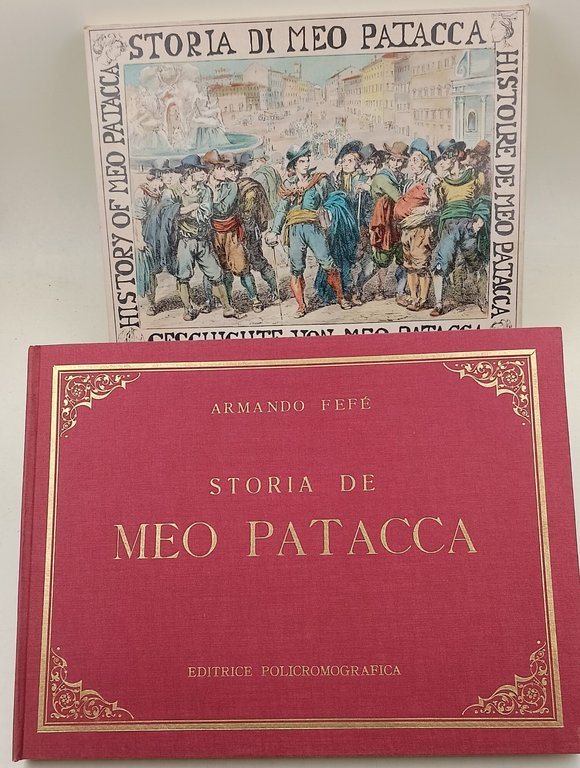 STORIA DI MEO PATACCA
HISTORY OF MEO PATACCA
HISTOIRE DE MEO PATACCA
GESCHICHTE VON MEO PATACCA
ARMANDO FEFÉ
STORIA DE
MEO PATACCA
EDITRICE POLICROMOGRAFICA